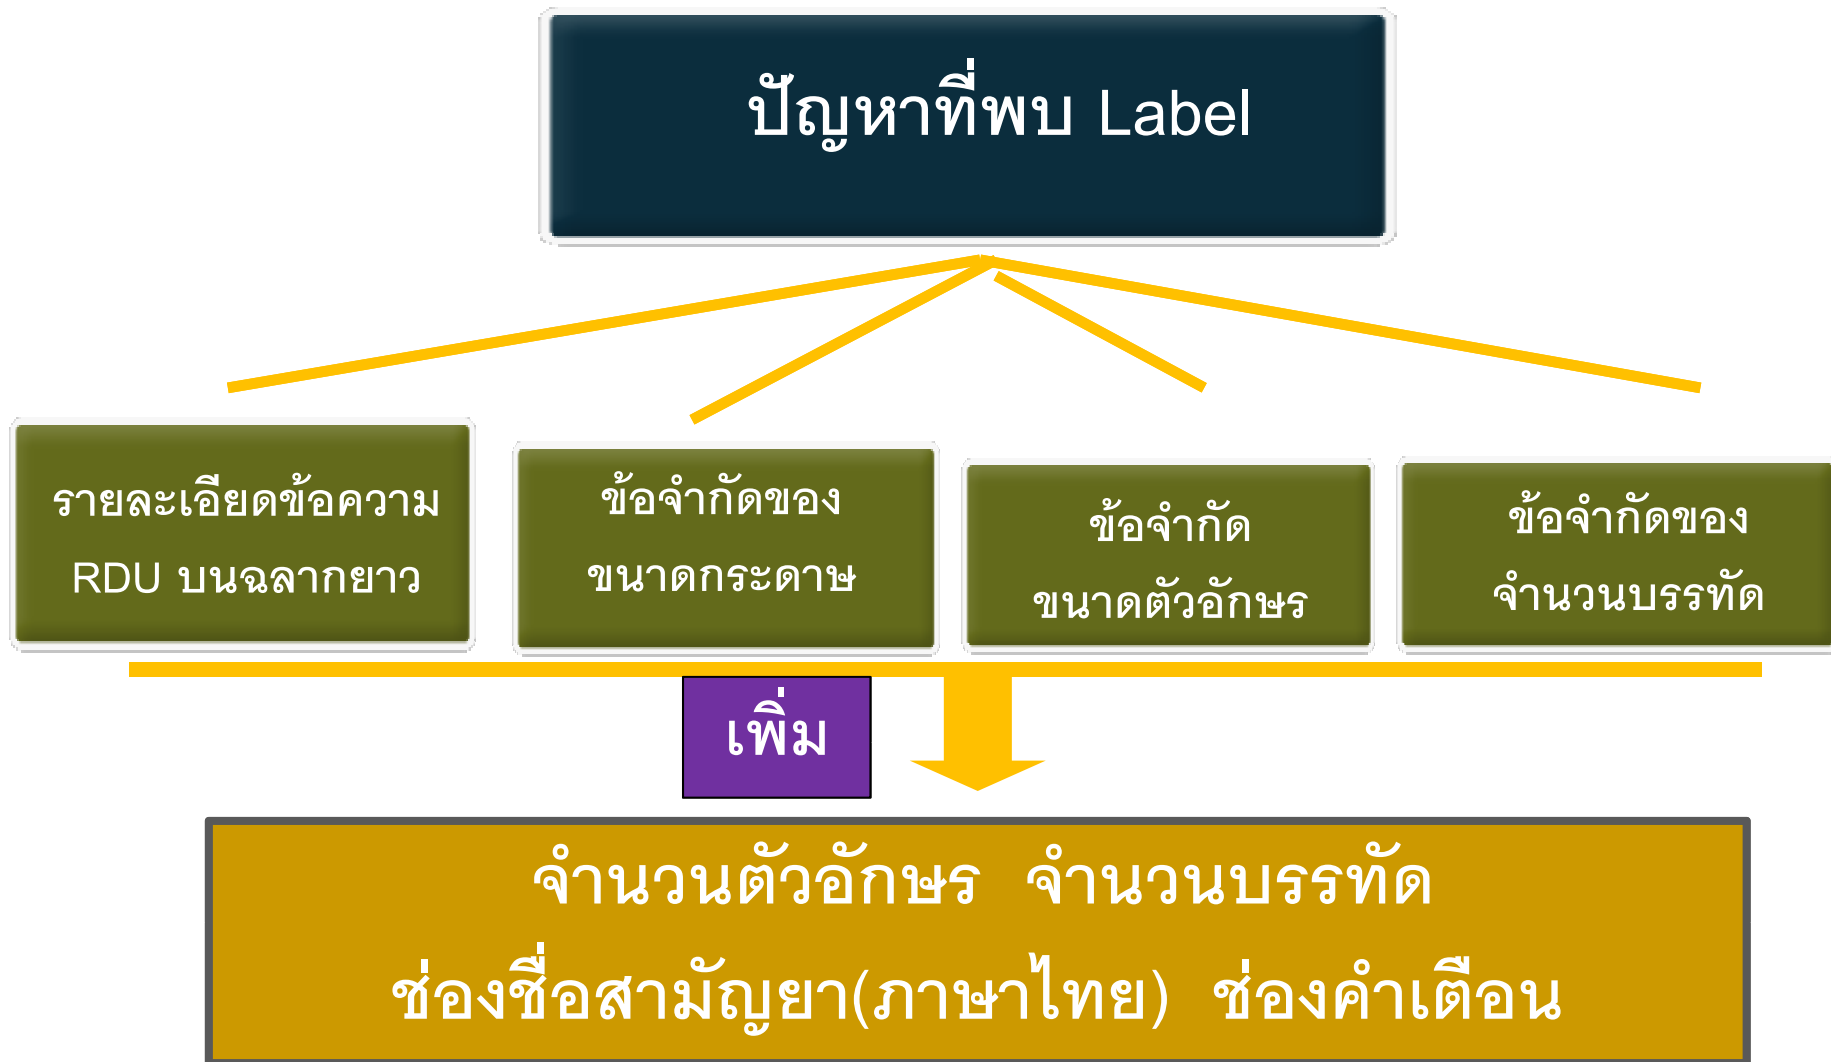 ปัญหาที่พบ Label
รายละเอียดข้อความ
RDU บนฉลากยาว
ข้อจำกัดของ
ขนาดกระดาษ
ข้อจำกัด
ขนาดตัวอักษร
ข้อจำกัดของ
จำนวนบรรทัด
เพิ่ม
จำนวนตัวอักษร จำนวนบรรทัด
ช่องชื่อสามัญยา(ภาษาไทย) ช่องคำเตือน